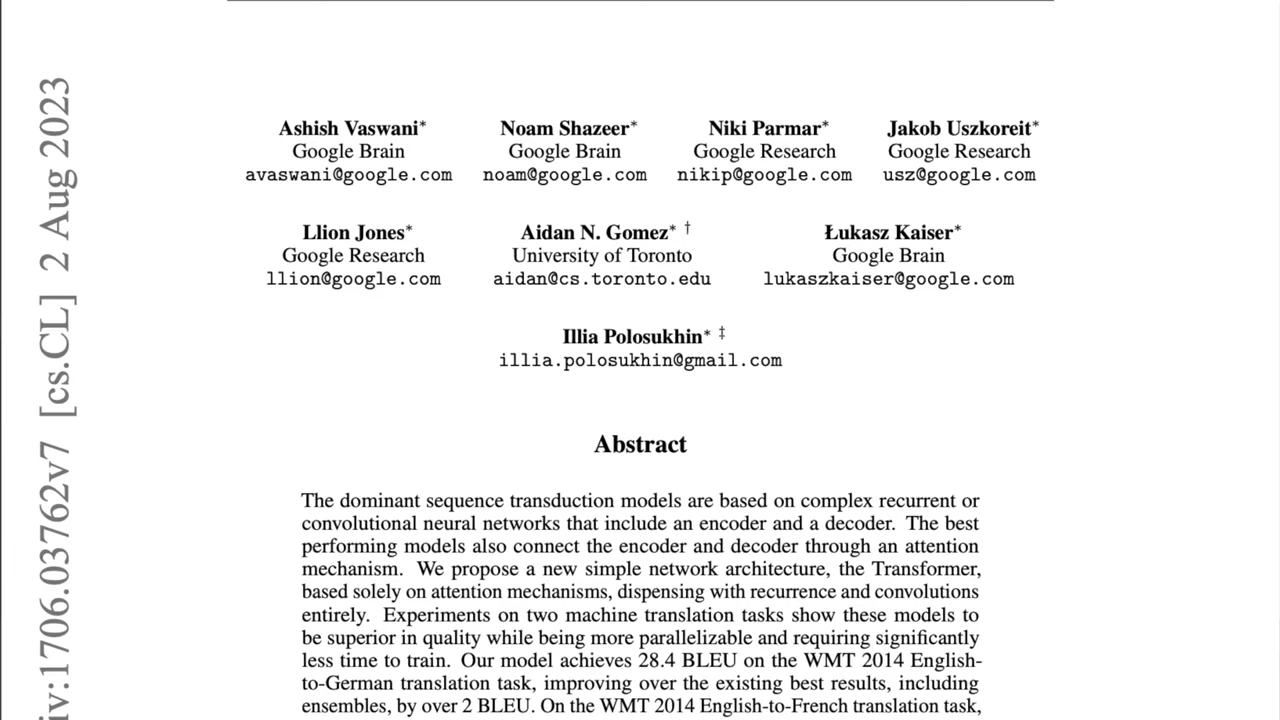 Ashish Vaswani* Noam Shazeer* Niki Parmar* Jakob Uszkoreit*
Google Brain Google Brain Google Research Google Research
avaswani@google.com noam@google.com nikip@google.com usz@google.com
Llion Jones* Aidan N. Gomez* † Łukasz Kaiser*
Google Research University of Toronto Google Brain
llion@google.com aidan@cs.toronto.edu lukaszkaiser@google.com
Illia Polosukhin* ‡
illia.polosukhin@gmail.com
Abstract
The dominant sequence transduction models are based on complex recurrent or
convolutional neural networks that include an encoder and a decoder. The best
performing models also connect the encoder and decoder through an attention
mechanism. We propose a new simple network architecture, the Transformer,
based solely on attention mechanisms, dispensing with recurrence and convolutions
entirely. Experiments on two machine translation tasks show these models to
be superior in quality while being more parallelizable and requiring significantly
less time to train. Our model achieves 28.4 BLEU on the WMT 2014 English-
to-German translation task, improving over the existing best results, including
ensembles, by over 2 BLEU. On the WMT 2014 English-to-French translation task,
iv:1706.03762v7 [cs.CL] 2 Aug 2023